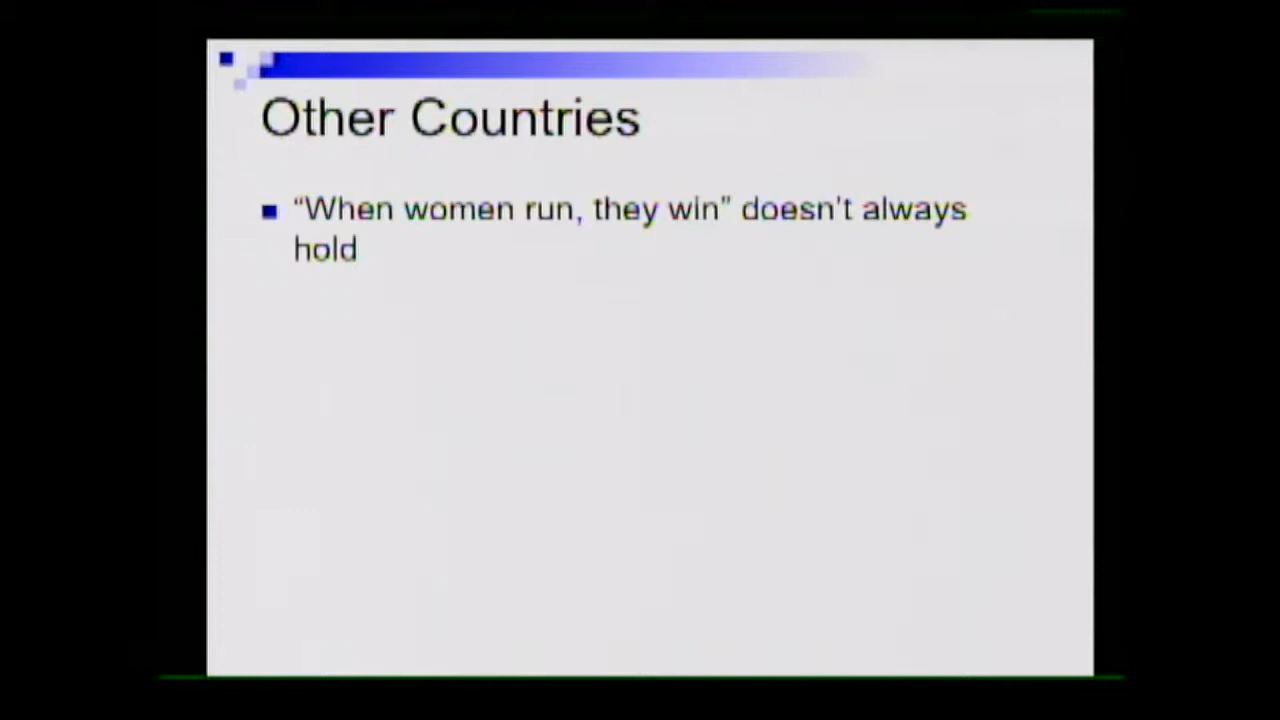 Other Countries
“When women run, they win” doesn’t always
hold